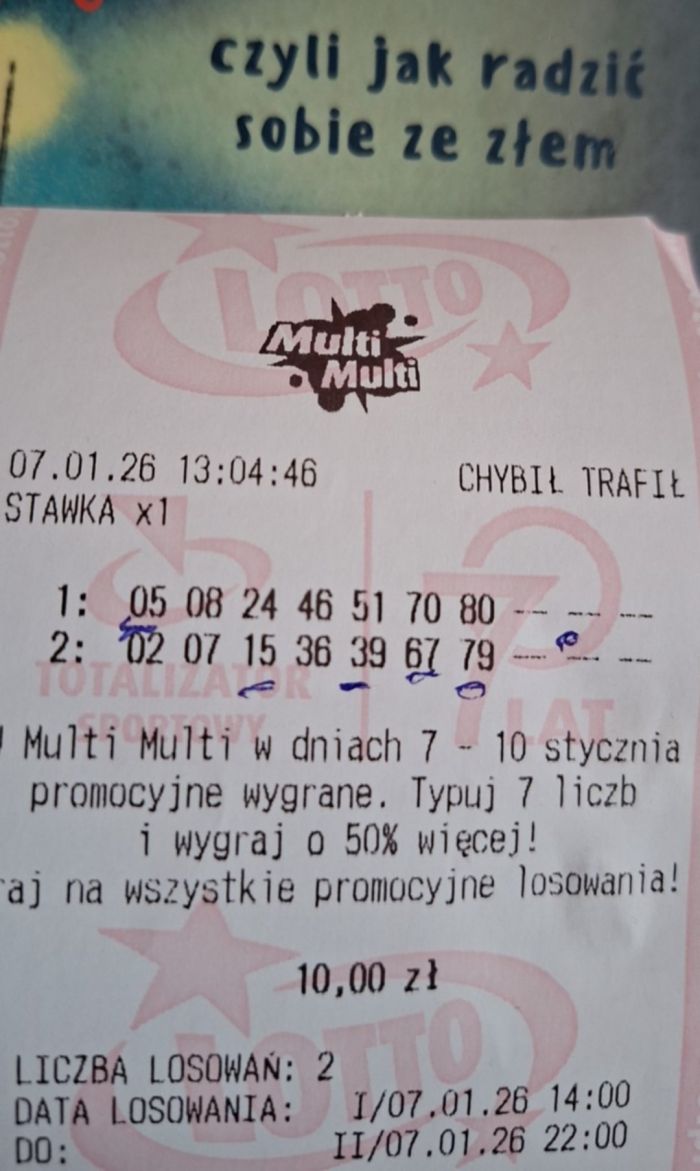 czyli jak radzić
sobie ze złem
LOTTO
Multi
Multi
07.01.26 13:04:46 CHYBIŁ TRAFIŁ
STAWKA x1
1: 05 08 24 46 51 70 80 -- -- --
2: 02 07 15 36 39 67 79 -- -- --
TOTALIZATOR
SPORTOWY
70 LAT
Multi Multi w dniach 7 - 10 stycznia
promocyjne wygrane. Typuj 7 liczb
i wygraj o 50% więcej!
aj na wszystkie promocyjne losowania!
10,00 zł
LOTTO
LICZBA LOSOWAŃ: 2
DATA LOSOWANIA: I/07.01.26 14:00
DO: II/07.01.26 22:00